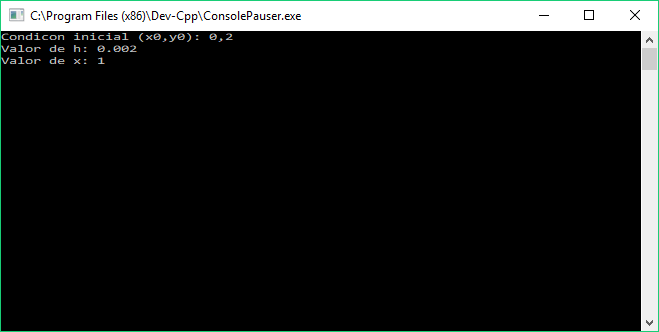 C:\Program Files (x86)\Dev-Cpp\ConsolePauser.exe
Condicon inicial (x0,y0): 0,2
Valor de h: 0.002
Valor de x: 1